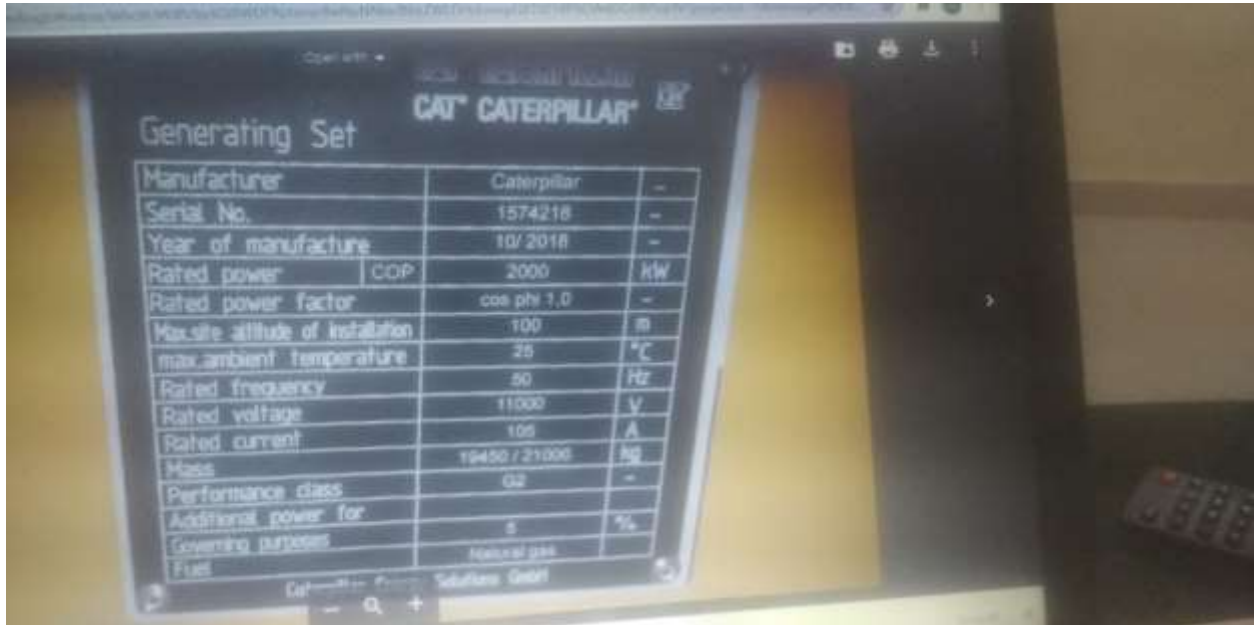 Open with
CAT CATERPILLAR
Generating Set
Manufacturer Caterpillar -
Serial No. 1574216 -
Year of manufacture 10/ 2018 -
Rated power COP 2000 kW
Rated power factor cos phi 1,0 -
Max.site altitude of installation 100 m
max.ambient temperature 25 °C
Rated frequency 50 Hz
Rated voltage 11000 V
Rated current 105 A
Mass 19450 / 21000 kg
Performance class G2 -
Additional power for
Governing purposes 5 %
Fuel Natural gas
Caterpillar Energy Solutions GmbH